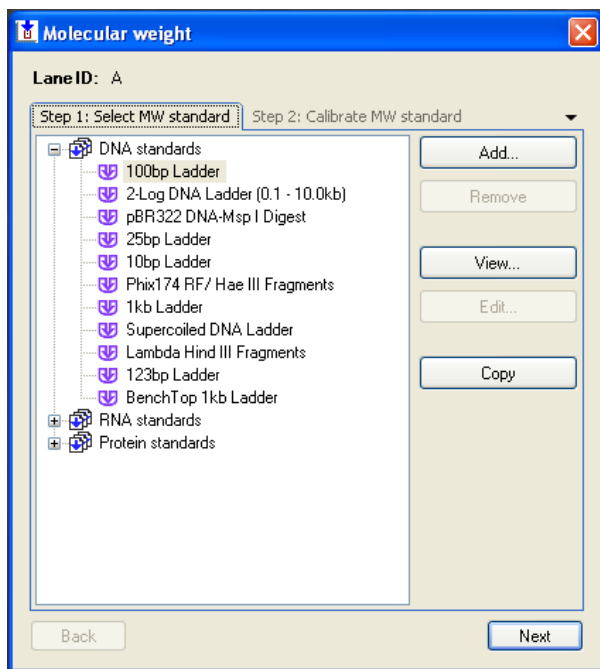 Molecular weight
Lane ID: A
Step 1: Select MW standard
Step 2: Calibrate MW standard
DNA standards
100bp Ladder
2-Log DNA Ladder (0.1 - 10.0kb)
pBR322 DNA-Msp I Digest
25bp Ladder
10bp Ladder
Phix174 RF/ Hae III Fragments
1kb Ladder
Supercoiled DNA Ladder
Lambda Hind III Fragments
123bp Ladder
BenchTop 1kb Ladder
RNA standards
Protein standards
Add...
Remove
View...
Edit...
Copy
Back
Next